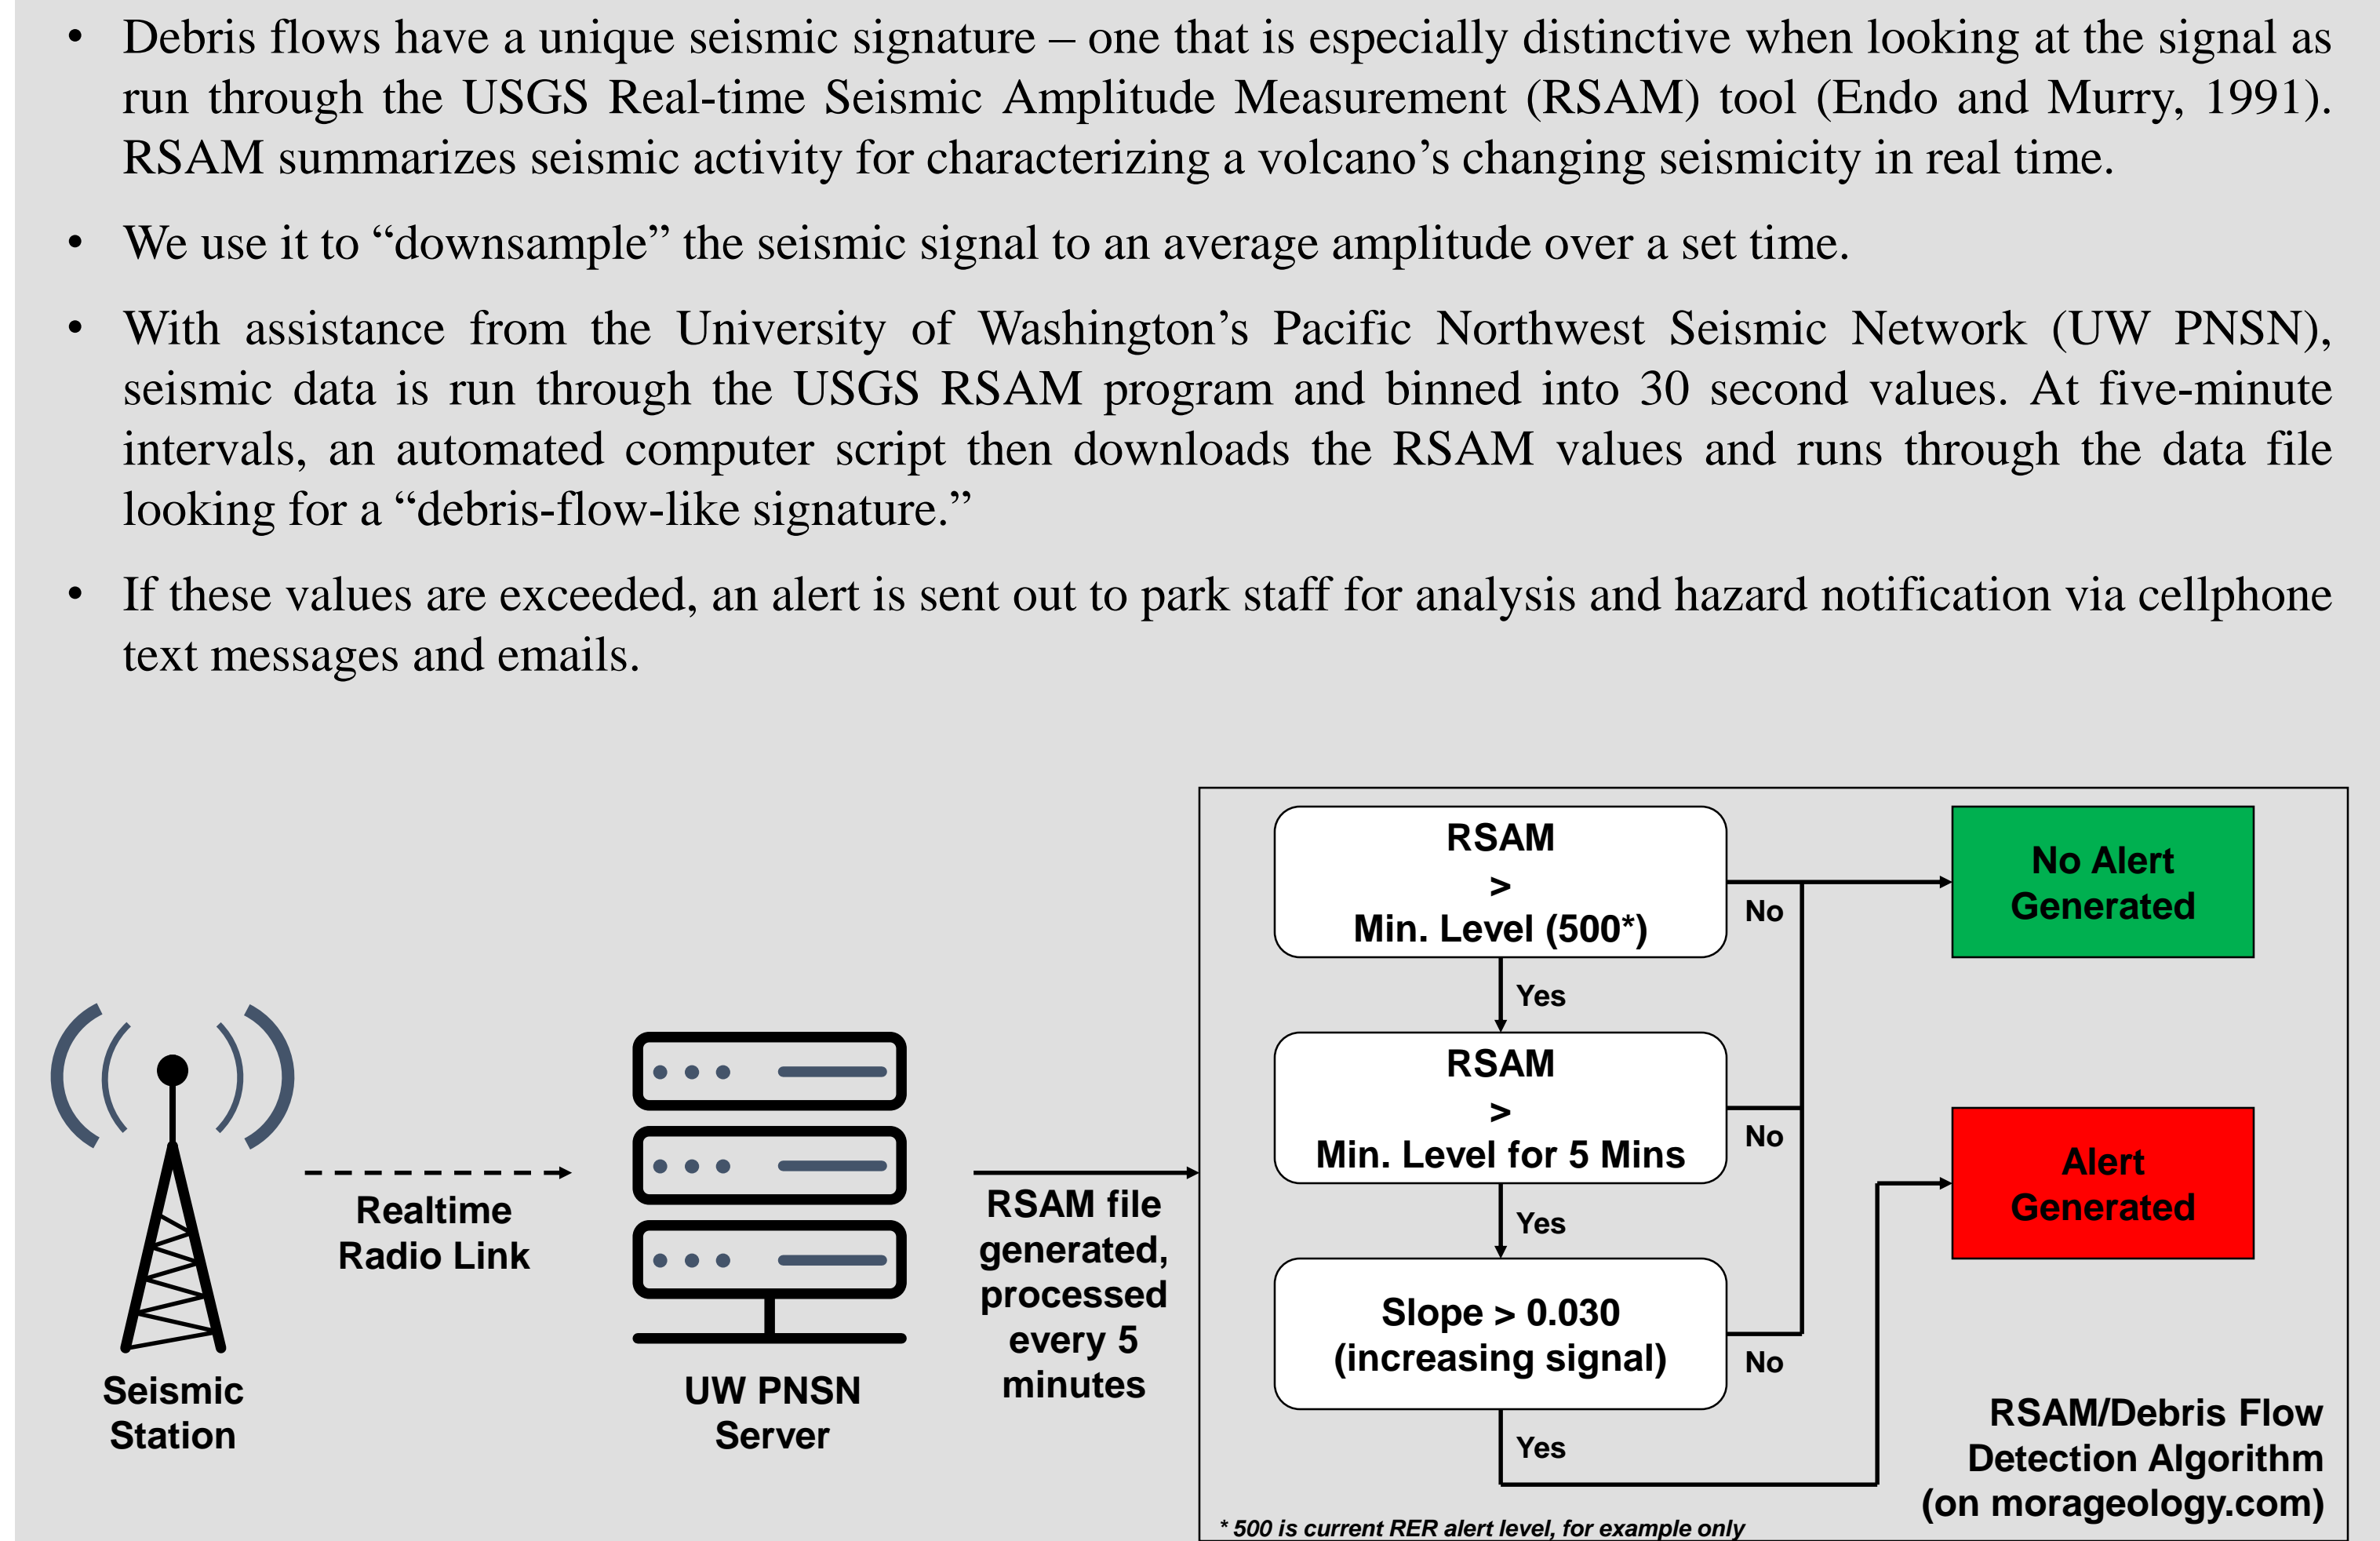 • Debris flows have a unique seismic signature – one that is especially distinctive when looking at the signal as
run through the USGS Real-time Seismic Amplitude Measurement (RSAM) tool (Endo and Murry, 1991).
RSAM summarizes seismic activity for characterizing a volcano’s changing seismicity in real time.
• We use it to “downsample” the seismic signal to an average amplitude over a set time.
• With assistance from the University of Washington’s Pacific Northwest Seismic Network (UW PNSN),
seismic data is run through the USGS RSAM program and binned into 30 second values. At five-minute
intervals, an automated computer script then downloads the RSAM values and runs through the data file
looking for a “debris-flow-like signature.”
• If these values are exceeded, an alert is sent out to park staff for analysis and hazard notification via cellphone
text messages and emails.
Seismic
Station
Realtime
Radio Link
UW PNSN
Server
RSAM file
generated,
processed
every 5
minutes
RSAM
>
Min. Level (500*)
No
No Alert
Generated
Yes
RSAM
>
Min. Level for 5 Mins
No
Alert
Generated
Yes
Slope > 0.030
(increasing signal)
No
Yes
RSAM/Debris Flow
Detection Algorithm
(on morageology.com)
* 500 is current RER alert level, for example only